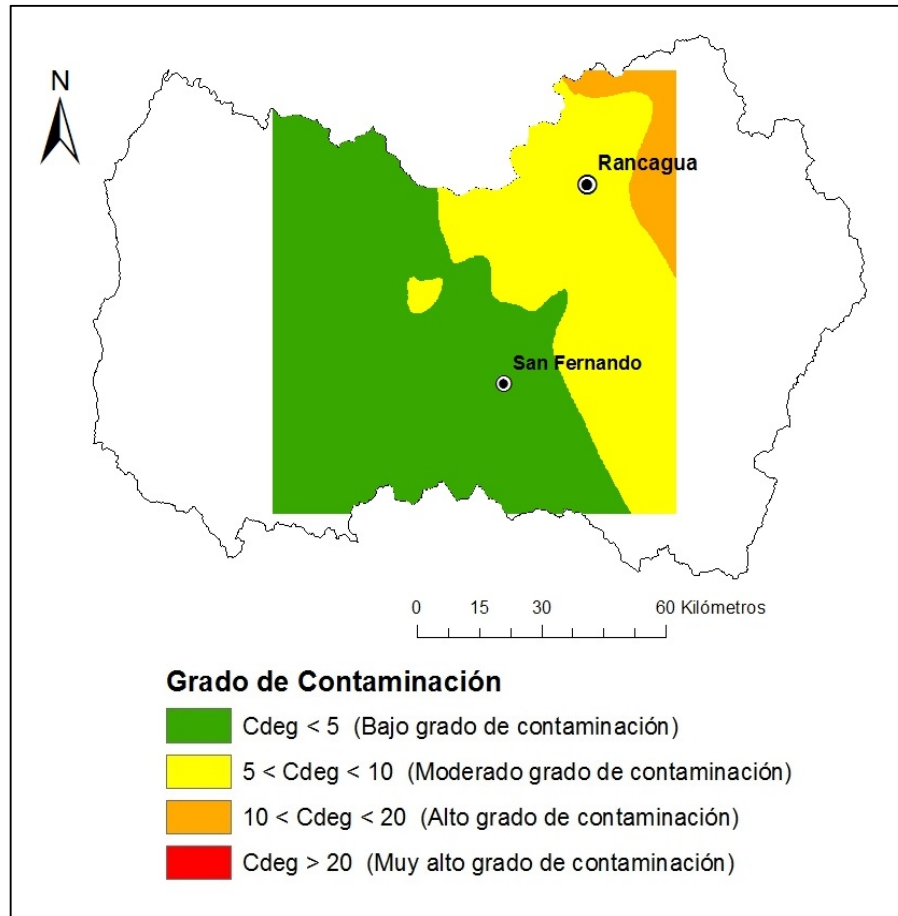 N
Rancagua
San Fernando
0 15 30 60 Kilómetros
Grado de Contaminación
Cdeg < 5 (Bajo grado de contaminación)
5 < Cdeg < 10 (Moderado grado de contaminación)
10 < Cdeg < 20 (Alto grado de contaminación)
Cdeg > 20 (Muy alto grado de contaminación)